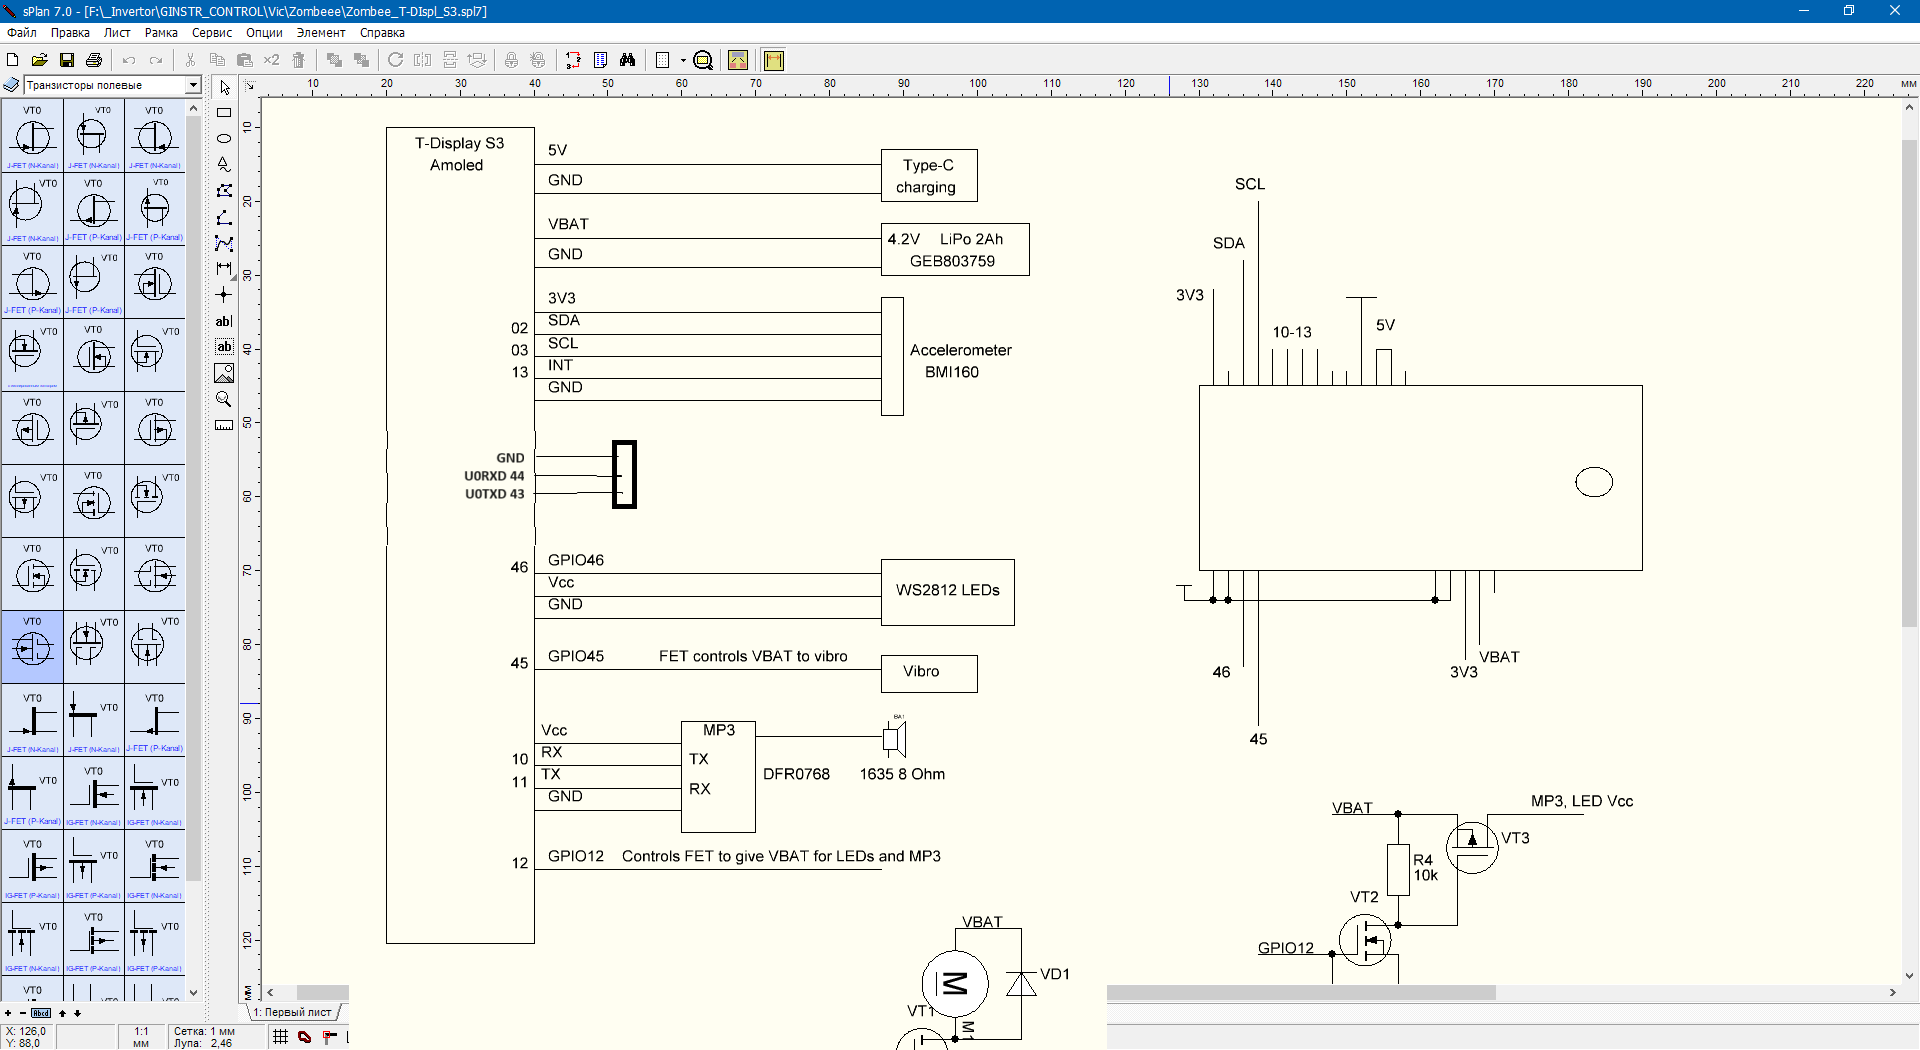 sPlan 7.0 - [F:\_Invertor\GINSTR_CONTROL\Vic\Zombeee\Zombee_T-DIspl_S3.spl7]
Файл Правка Лист Рамка Сервис Опции Элемент Справка
×2
Транзисторы полевые
10 20 30 40 50 60 70 80 90 100 110 120 130 140 150 160 170 180 190 200 210 220 мм
VT0 VT0 VT0
J-FET (N-Kanal) J-FET (N-Kanal) J-FET (N-Kanal)
VT0 VT0 VT0
J-FET (N-Kanal) J-FET (P-Kanal) J-FET (P-Kanal)
VT0 VT0 VT0
J-FET (P-Kanal) J-FET (P-Kanal)
VT0 VT0 VT0
VT0 VT0 VT0
VT0 VT0 VT0
VT0 VT0 VT0
VT0 VT0 VT0
VT0 VT0 VT0
J-FET (N-Kanal) J-FET (N-Kanal) J-FET (P-Kanal)
VT0 VT0 VT0
J-FET (P-Kanal) IG-FET (N-Kanal) IG-FET (N-Kanal)
VT0 VT0 VT0
IG-FET (P-Kanal) IG-FET (P-Kanal) IG-FET (N-Kanal)
VT0 VT0 VT0
IG-FET (N-Kanal) IG-FET (P-Kanal) IG-FET (N-Kanal)
VT0 VT0 VT0
ab|
ab
10
20
30
40
50
60
70
80
90
100
110
120
мм
T-Display S3
Amoled
5V
GND
Type-C
charging
VBAT
GND
4.2V LiPo 2Ah
GEB803759
3V3
02 SDA
03 SCL
13 INT
GND
Accelerometer
BMI160
GND
U0RXD 44
U0TXD 43
46 GPIO46
Vcc
GND
WS2812 LEDs
45 GPIO45 FET controls VBAT to vibro
Vibro
Vcc
10 RX
11 TX
GND
MP3
TX
RX
DFR0768
BA1
1635 8 Ohm
12 GPIO12 Controls FET to give VBAT for LEDs and MP3
VBAT
M
VD1
VT1
M1
SCL
SDA
3V3
10-13
5V
46
45
3V3
VBAT
VBAT
MP3, LED Vcc
VT3
R4
10k
VT2
GPIO12
Abcd
1: Первый лист
X: 126,0
Y: 88,0
1:1
мм
Сетка: 1 мм
Лупа: 2,46